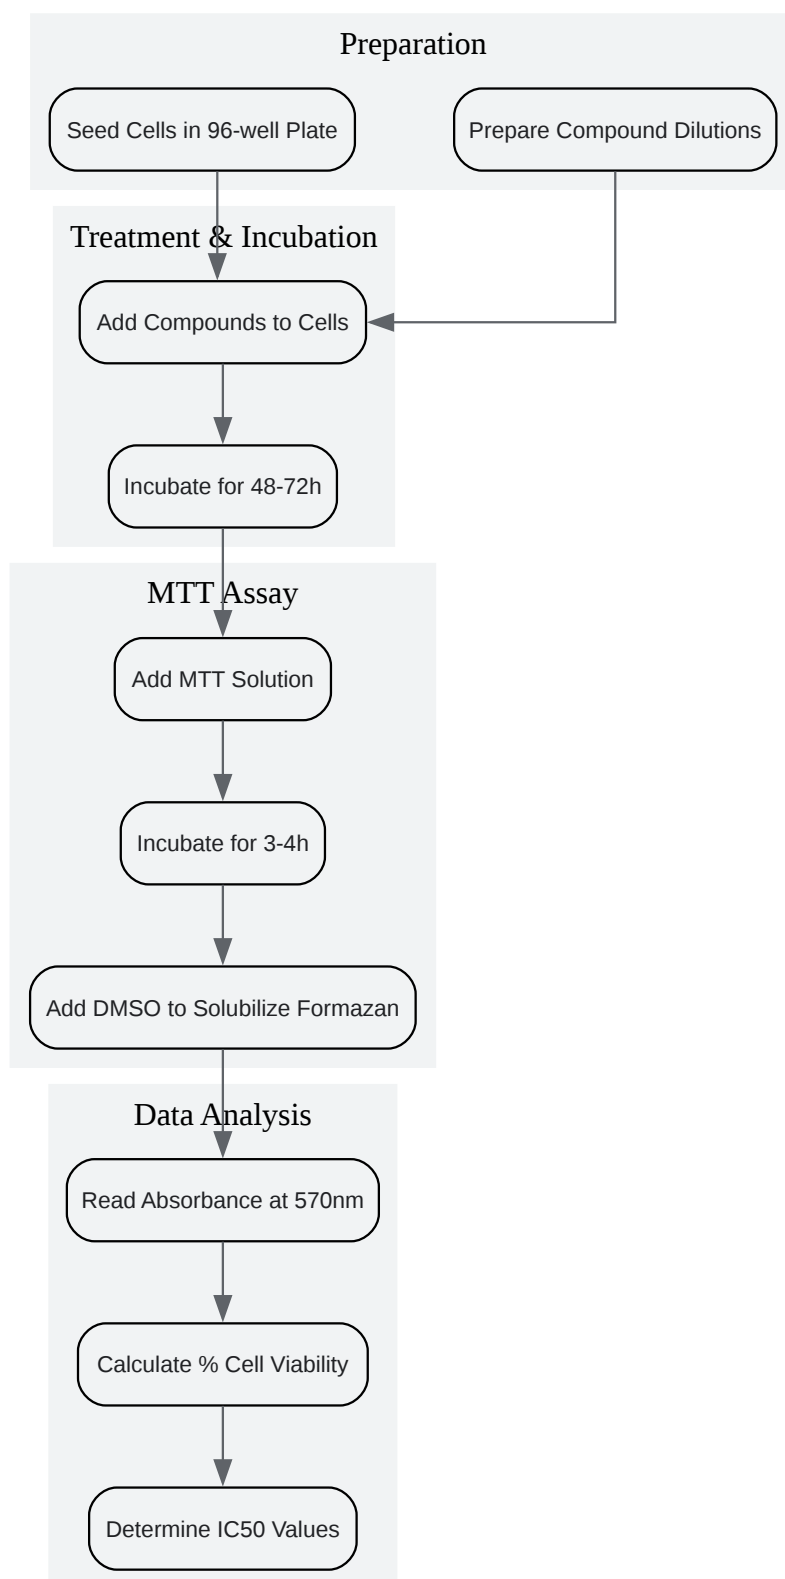 Preparation
Seed Cells in 96-well Plate
Prepare Compound Dilutions
Treatment & Incubation
Add Compounds to Cells
Incubate for 48-72h
MTT Assay
Add MTT Solution
Incubate for 3-4h
Add DMSO to Solubilize Formazan
Data Analysis
Read Absorbance at 570nm
Calculate % Cell Viability
Determine IC50 Values